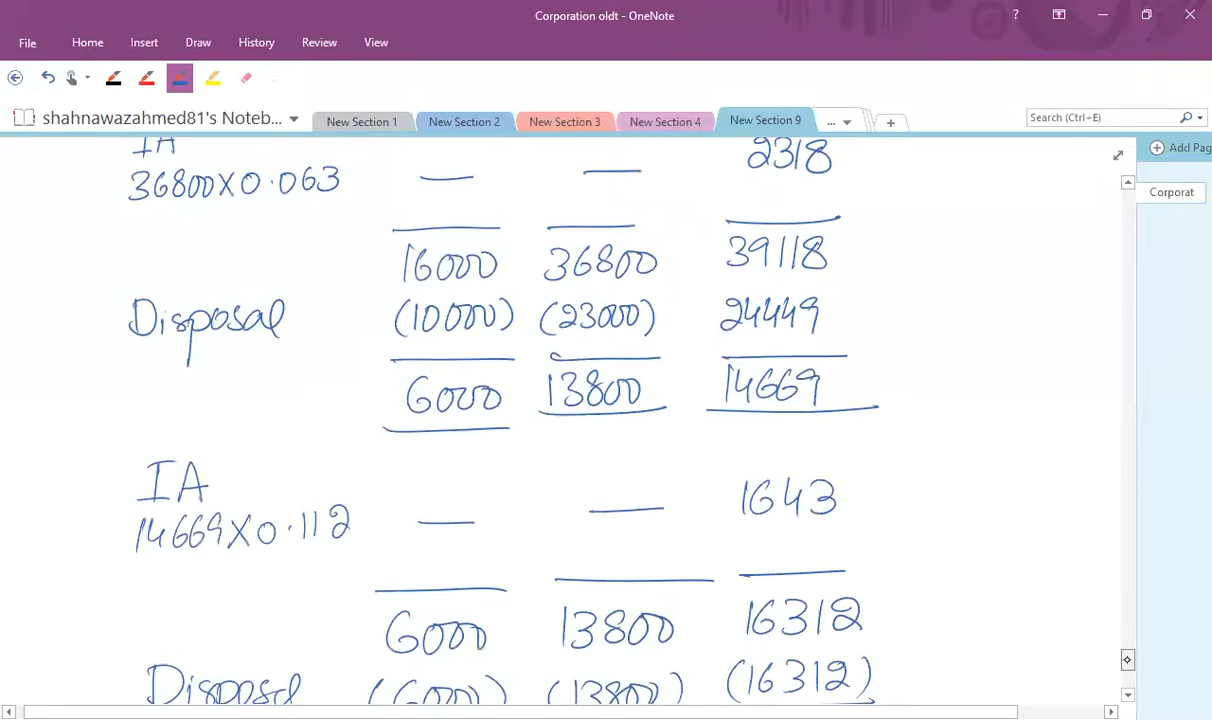 Corporation oldt - OneNote
?
File Home Insert Draw History Review View
shahnawazahmed81's Noteb... New Section 1 New Section 2 New Section 3 New Section 4 New Section 9 ... + Search (Ctrl+E)
Add Pag
Corporat
IA 2318
36800X0.063 — —
16000 36800 39118
Disposal (10000) (23000) 24449
6000 13800 14669
IA 1643
14669X0.112 — —
6000 13800 16312
Disposal (6000) (13800) (16312)